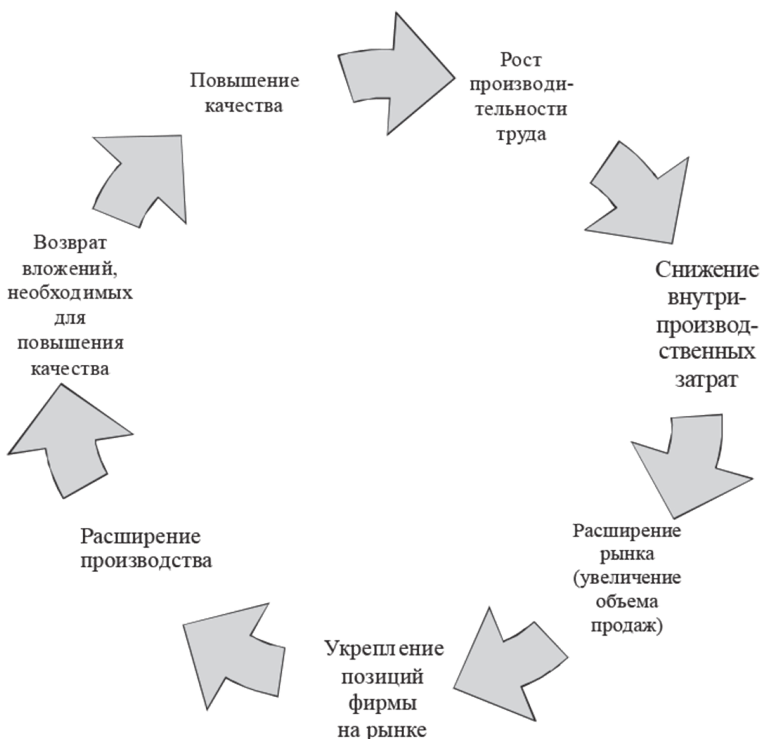 Повышение
качества
Рост
производи-
тельности
труда
Снижение
внутри-
производ-
ственных
затрат
Расширение
рынка
(увеличение
объема
продаж)
Укрепление
позиций
фирмы
на рынке
Расширение
производства
Возврат
вложений,
необходимых
для
повышения
качества